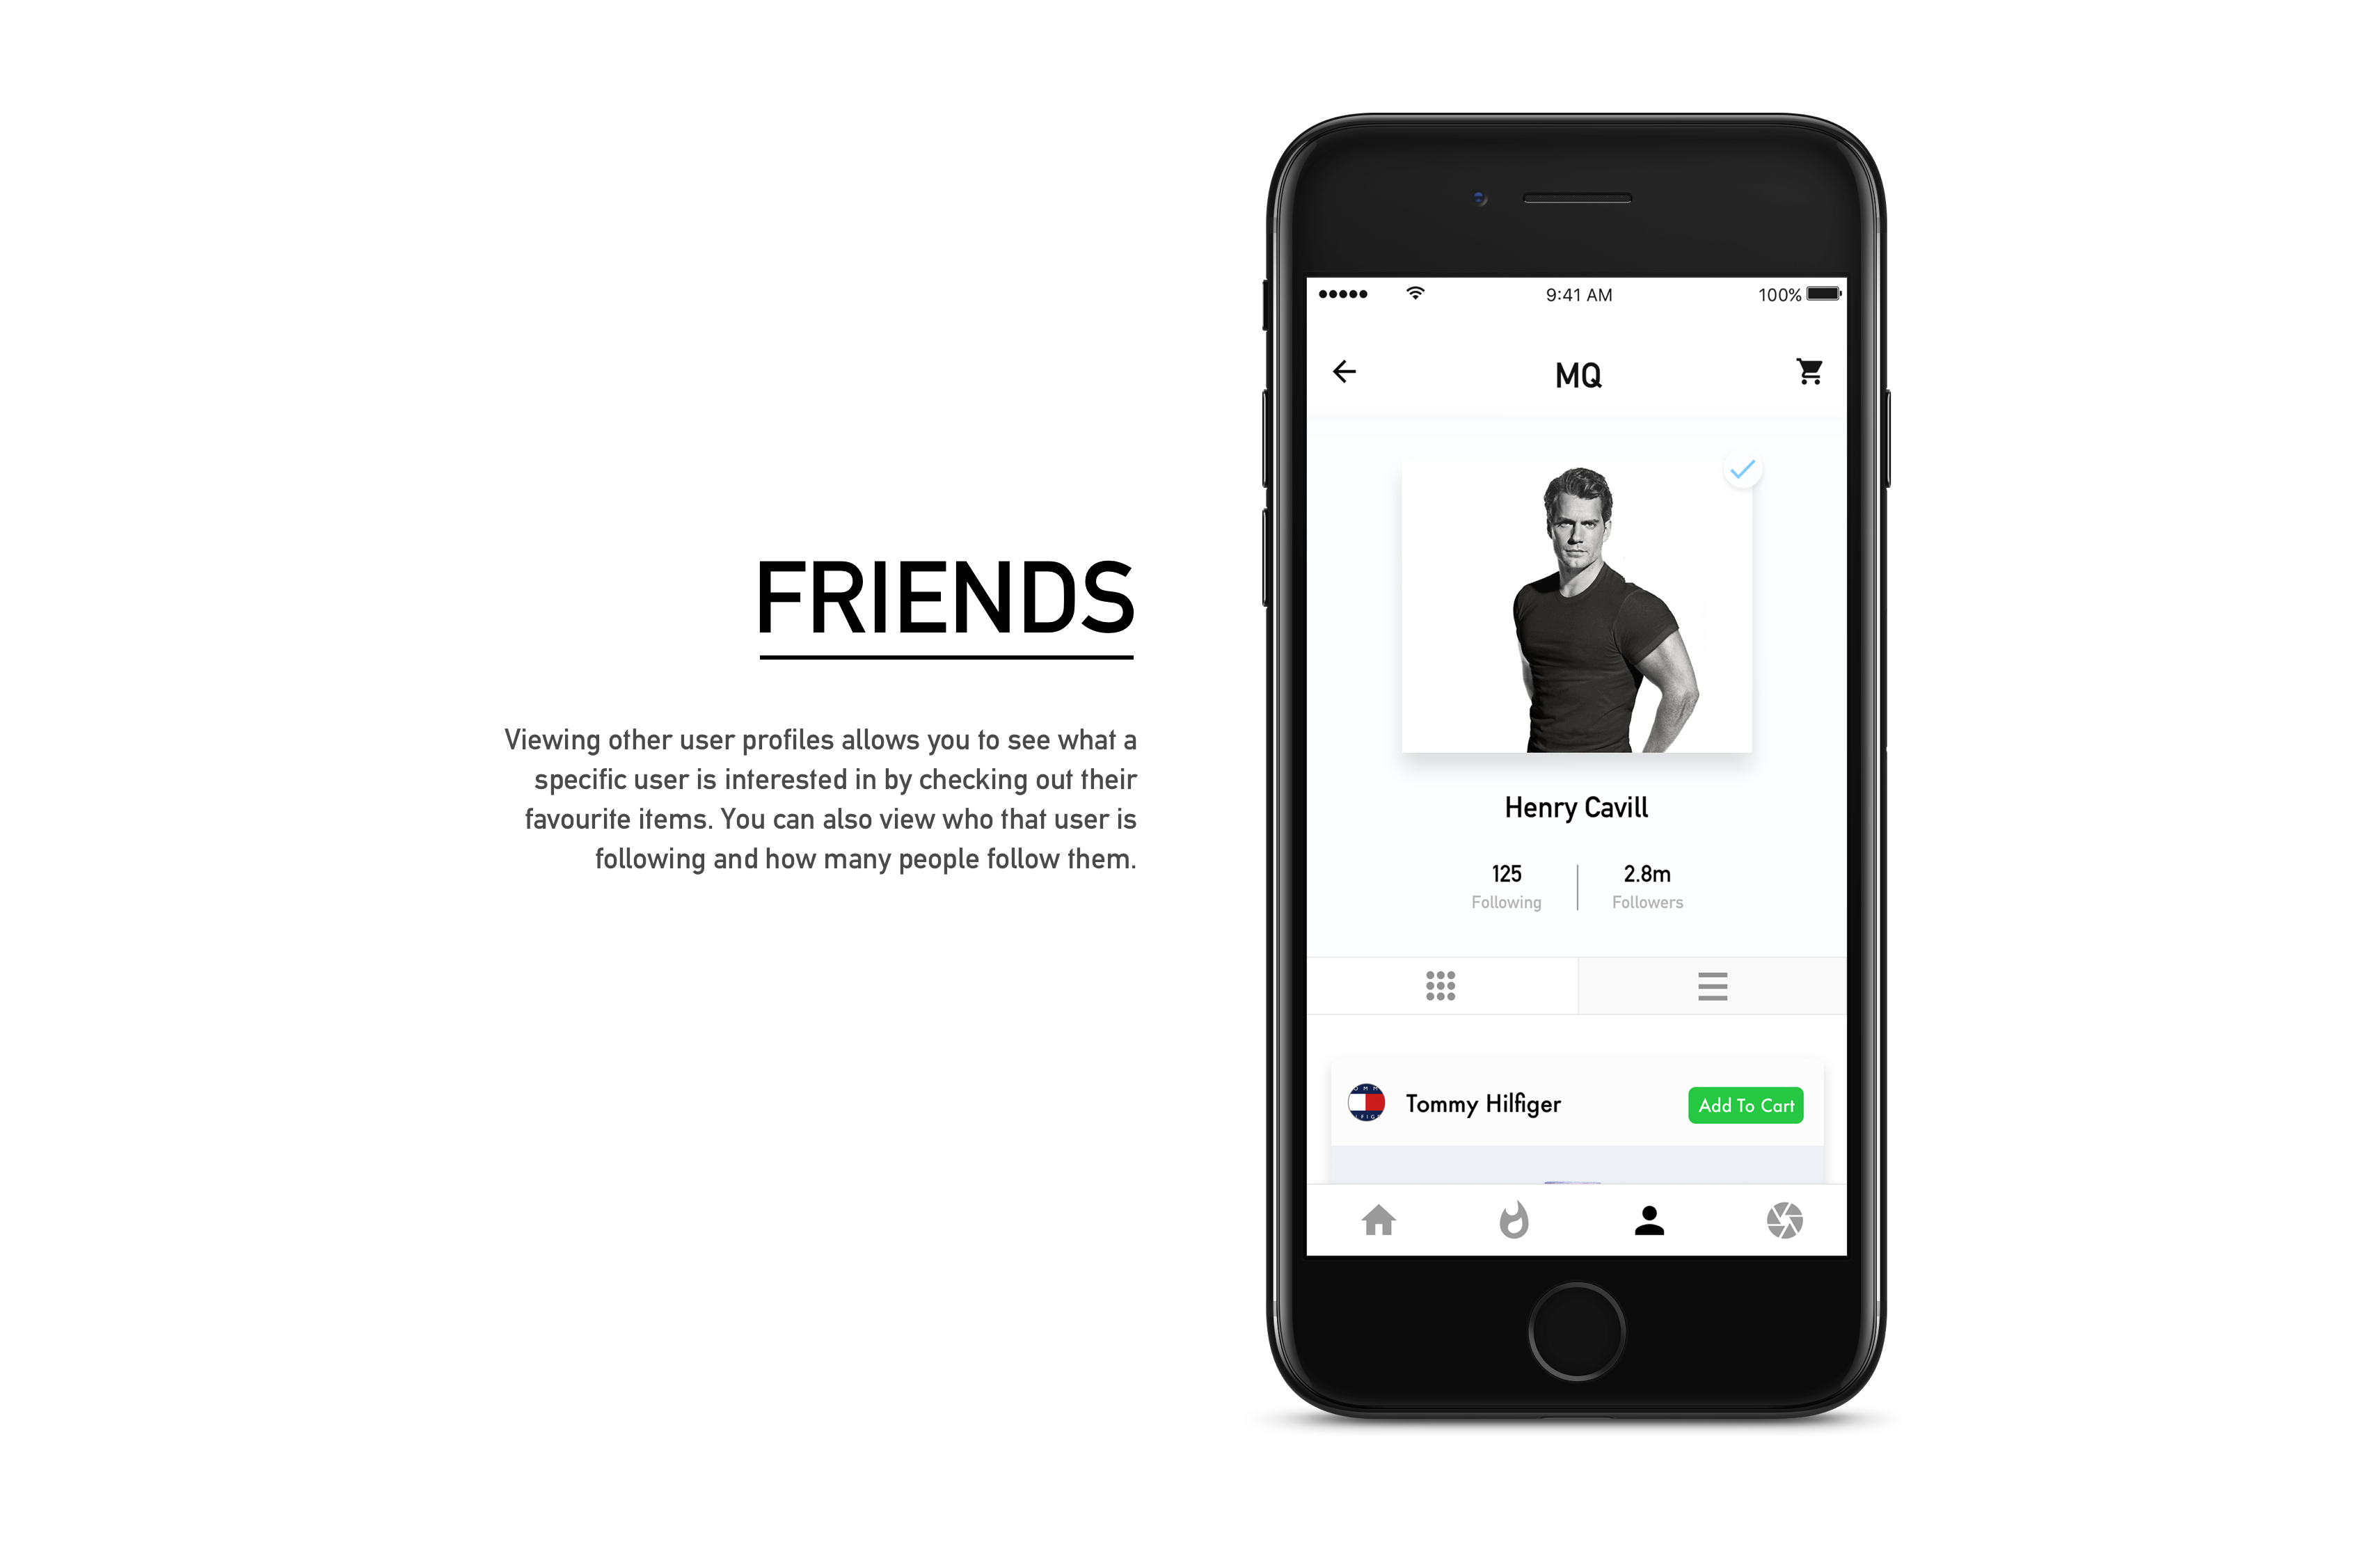 FRIENDS
Viewing other user profiles allows you to see what a
specific user is interested in by checking out their
favourite items. You can also view who that user is
following and how many people follow them.
9:41 AM
100%
MQ
Henry Cavill
125
Following
2.8m
Followers
Tommy Hilfiger
Add To Cart